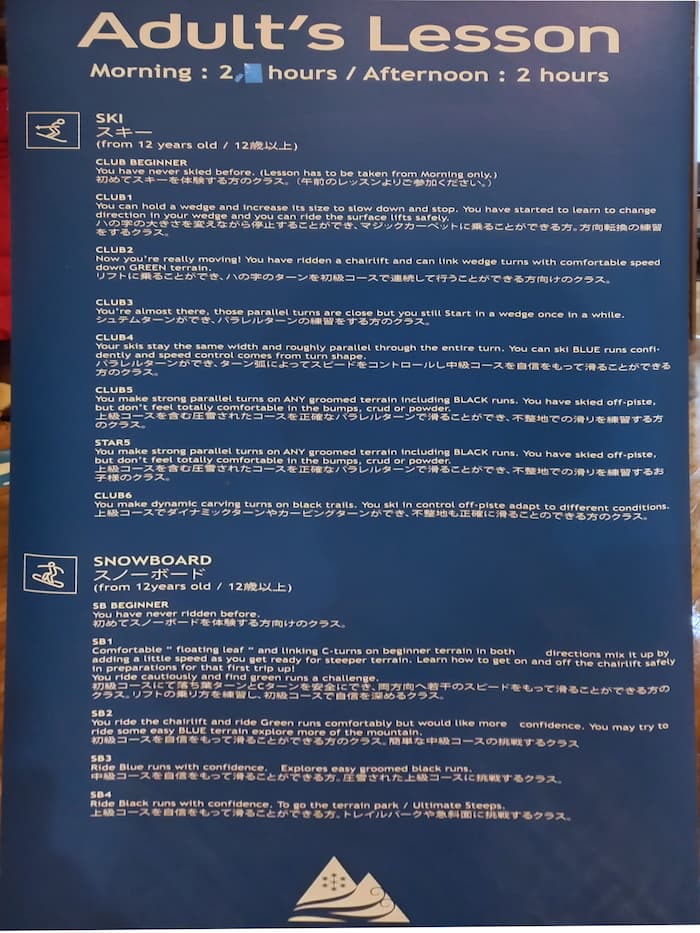 Adult's Lesson
Morning : 2 hours / Afternoon : 2 hours
SKI
スキー
(from 12 years old / 12歳以上)
CLUB BEGINNER
You have never skied before. (Lesson has to be taken from Morning only.)
初めてスキーを体験する方のクラス。（午前のレッスンよりご参加ください。）
CLUB1
You can hold a wedge and increase its size to slow down and stop. You have started to learn to change
direction in your wedge and you can ride the surface lifts safely.
ハの字の大きさを変えながら停止することができ、マジックカーペットに乗ることができる方。方向転換の練習
をするクラス。
CLUB2
Now you're really moving! You have ridden a chairlift and can link wedge turns with comfortable speed
down GREEN terrain.
リフトに乗ることができ、ハの字のターンを初級コースで連続して行うことができる方向けのクラス。
CLUB3
You're almost there, those parallel turns are close but you still Start in a wedge once in a while.
シュテムターンができ、パラレルターンの練習をする方のクラス。
CLUB4
Your skis stay the same width and roughly parallel through the entire turn. You can ski BLUE runs confi-
dently and speed control comes from turn shape.
パラレルターンができ、ターン弧によってスピードをコントロールし中級コースを自信をもって滑ることができる
方のクラス。
CLUB5
You make strong parallel turns on ANY groomed terrain including BLACK runs. You have skied off-piste,
but don't feel totally comfortable in the bumps, crud or powder.
上級コースを含む圧雪されたコースを正確なパラレルターンで滑ることができ、不整地での滑りを練習する方
のクラス。
STAR5
You make strong parallel turns on ANY groomed terrain including BLACK runs. You have skied off-piste,
but don't feel totally comfortable in the bumps, crud or powder.
上級コースを含む圧雪されたコースを正確なパラレルターンで滑ることができ、不整地での滑りを練習するお
子様のクラス。
CLUB6
You make dynamic carving turns on black trails. You ski in control off-piste adapt to different conditions.
上級コースでダイナミックターンやカービングターンができ、不整地も正確に滑ることのできる方のクラス。
SNOWBOARD
スノーボード
(from 12years old / 12歳以上)
SB BEGINNER
You have never ridden before.
初めてスノーボードを体験する方向けのクラス。
SB1
Comfortable " floating leaf " and linking C-turns on beginner terrain in both directions mix it up by
adding a little speed as you get ready for steeper terrain. Learn how to get on and off the chairlift safely
in preparations for that first trip up!
You ride cautiously and find green runs a challenge.
初級コースにて落ち葉ターンとCターンを安全にでき、両方向へ若干のスピードをもって滑ることができる方の
クラス。リフトの乗り方を練習し、初級コースで自信を深めるクラス。
SB2
You ride the chairlift and ride Green runs comfortably but would like more confidence. You may try to
ride some easy BLUE terrain explore more of the mountain.
初級コースを自信をもって滑ることができる方のクラス。簡単な中級コースの挑戦するクラス
SB3
Ride Blue runs with confidence. Explores easy groomed black runs.
中級コースを自信をもって滑ることができる方。圧雪された上級コースに挑戦するクラス。
SB4
Ride Black runs with confidence. To go the terrain park / Ultimate Steeps.
上級コースを自信をもって滑ることができる方。トレイルパークや急斜面に挑戦するクラス。